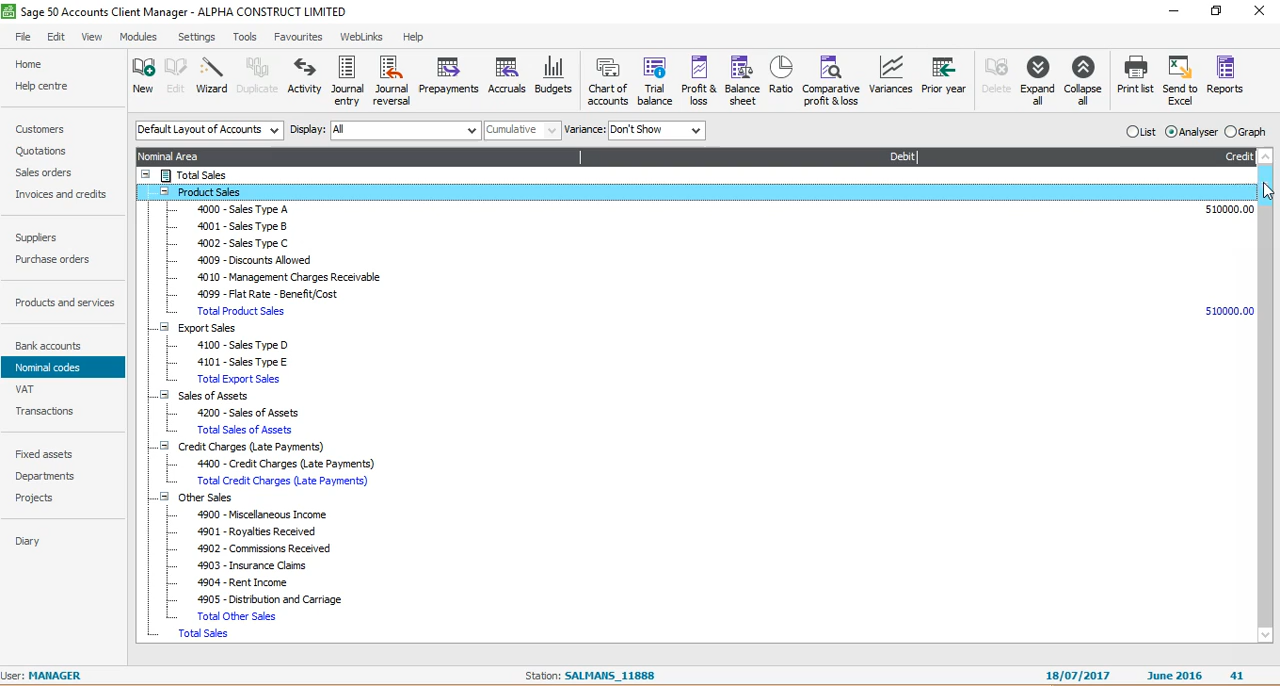 Sage 50 Accounts Client Manager - ALPHA CONSTRUCT LIMITED
File Edit View Modules Settings Tools Favourites WebLinks Help
Home
Help centre
Customers
Quotations
Sales orders
Invoices and credits
Suppliers
Purchase orders
Products and services
Bank accounts
Nominal codes
VAT
Transactions
Fixed assets
Departments
Projects
Diary
New Edit Wizard Duplicate Activity Journal entry Journal reversal Prepayments Accruals Budgets Chart of accounts Trial balance Profit & loss Balance sheet Ratio Comparative profit & loss Variances Prior year Delete Expand all Collapse all Print list Send to Excel Reports
Default Layout of Accounts Display: All Cumulative Variance: Don't Show List Analyser Graph
Nominal Area Debit Credit
Total Sales
Product Sales
4000 - Sales Type A 510000.00
4001 - Sales Type B
4002 - Sales Type C
4009 - Discounts Allowed
4010 - Management Charges Receivable
4099 - Flat Rate - Benefit/Cost
Total Product Sales 510000.00
Export Sales
4100 - Sales Type D
4101 - Sales Type E
Total Export Sales
Sales of Assets
4200 - Sales of Assets
Total Sales of Assets
Credit Charges (Late Payments)
4400 - Credit Charges (Late Payments)
Total Credit Charges (Late Payments)
Other Sales
4900 - Miscellaneous Income
4901 - Royalties Received
4902 - Commissions Received
4903 - Insurance Claims
4904 - Rent Income
4905 - Distribution and Carriage
Total Other Sales
Total Sales
User: MANAGER Station: SALMANS_11888 18/07/2017 June 2016 41